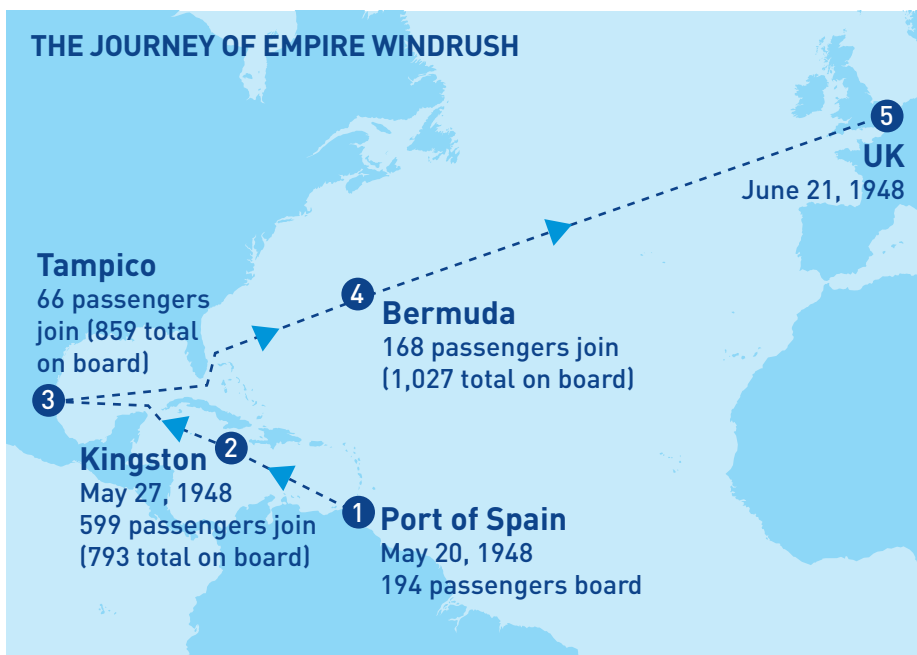 THE JOURNEY OF EMPIRE WINDRUSH
5
UK
June 21, 1948
Tampico
66 passengers
join (859 total
on board)
4
Bermuda
168 passengers join
(1,027 total on board)
3
2
Kingston
May 27, 1948
599 passengers join
(793 total on board)
1
Port of Spain
May 20, 1948
194 passengers board